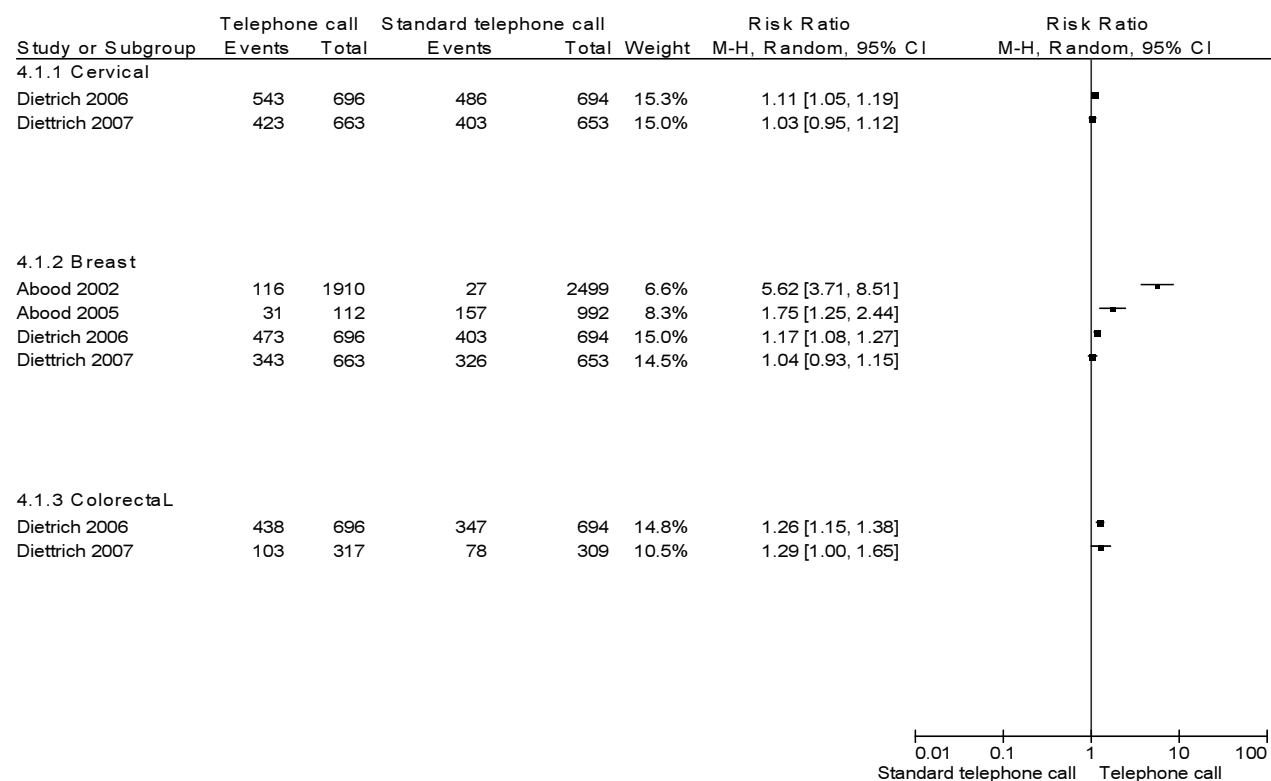 Telephone call Standard telephone call Risk Ratio Risk Ratio
Study or Subgroup Events Total Events Total Weight M-H, Random, 95% CI M-H, Random, 95% CI
4.1.1 Cervical
Dietrich 2006 543 696 486 694 15.3% 1.11 [1.05, 1.19]
Diettrich 2007 423 663 403 653 15.0% 1.03 [0.95, 1.12]
4.1.2 Breast
Abood 2002 116 1910 27 2499 6.6% 5.62 [3.71, 8.51]
Abood 2005 31 112 157 992 8.3% 1.75 [1.25, 2.44]
Dietrich 2006 473 696 403 694 15.0% 1.17 [1.08, 1.27]
Diettrich 2007 343 663 326 653 14.5% 1.04 [0.93, 1.15]
4.1.3 ColorectaL
Dietrich 2006 438 696 347 694 14.8% 1.26 [1.15, 1.38]
Diettrich 2007 103 317 78 309 10.5% 1.29 [1.00, 1.65]
0.01 0.1 1 10 100
Standard telephone call Telephone call